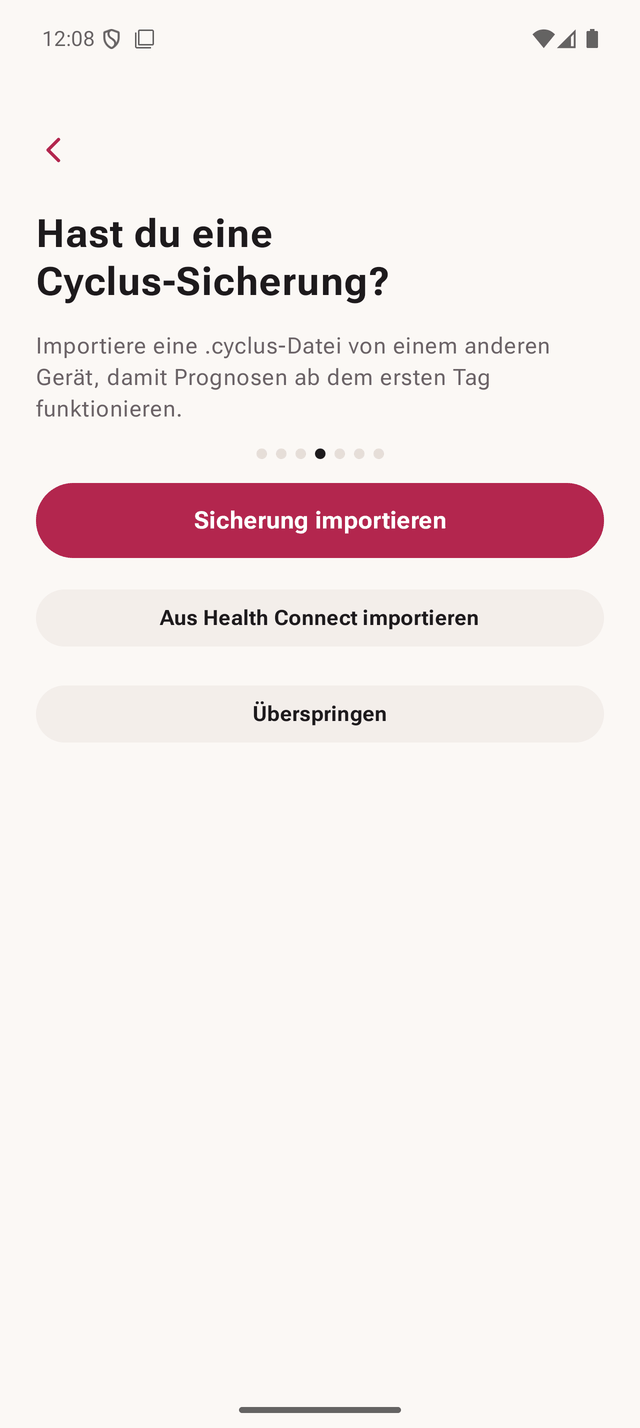 12:08
Hast du eine
Cyclus-Sicherung?
Importiere eine .cyclus-Datei von einem anderen
Gerät, damit Prognosen ab dem ersten Tag
funktionieren.
Sicherung importieren
Aus Health Connect importieren
Überspringen